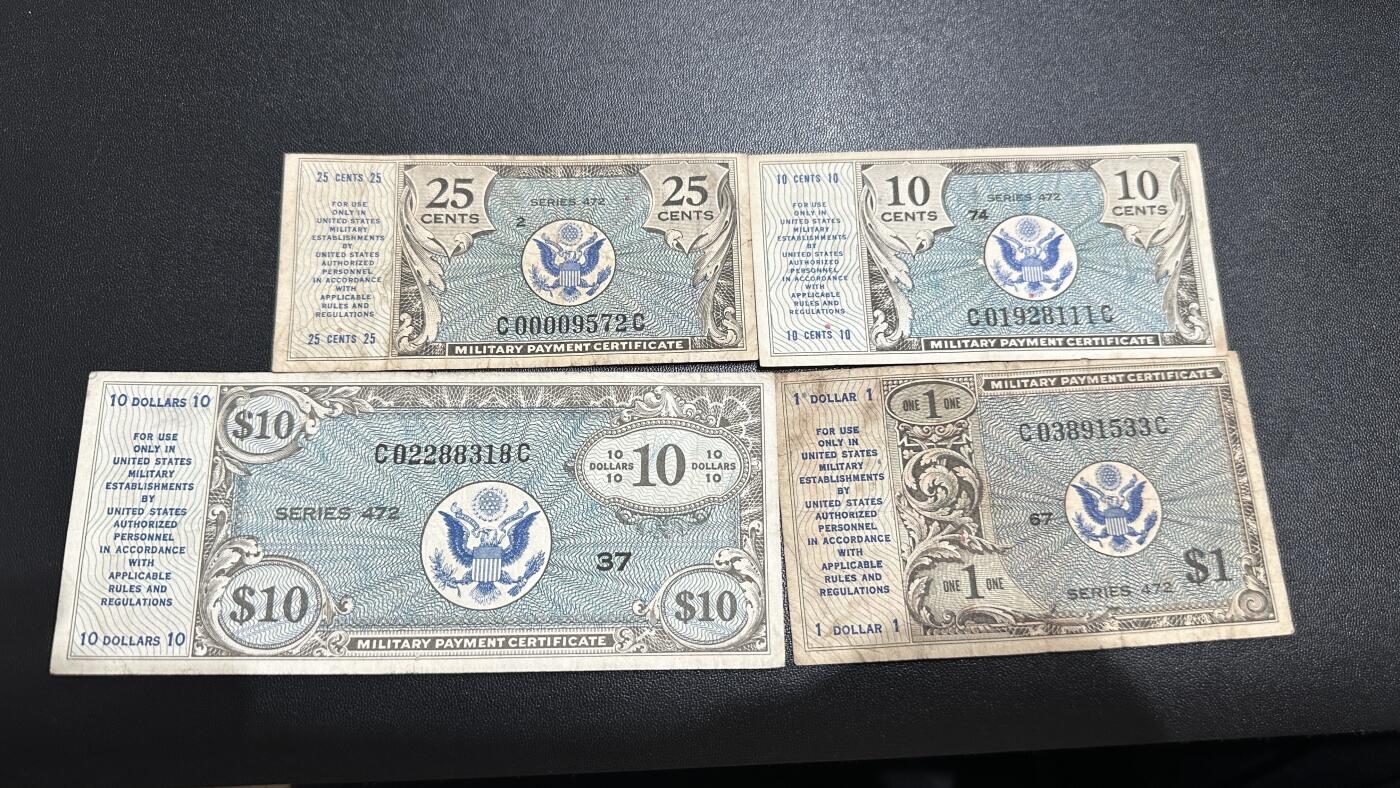 25 CENTS 25
FOR USE
ONLY IN
UNITED STATES
MILITARY
ESTABLISHMENTS
BY
UNITED STATES
AUTHORIZED
PERSONNEL
IN ACCORDANCE
WITH
APPLICABLE
RULES AND
REGULATIONS
25 CENTS 25
25
CENTS
SERIES 472
2
25
CENTS
C00009572C
MILITARY PAYMENT CERTIFICATE
10 CENTS 10
FOR USE
ONLY IN
UNITED STATES
MILITARY
ESTABLISHMENTS
BY
UNITED STATES
AUTHORIZED
PERSONNEL
IN ACCORDANCE
WITH
APPLICABLE
RULES AND
REGULATIONS
10 CENTS 10
10
CENTS
SERIES 472
74
10
CENTS
C01928111C
MILITARY PAYMENT CERTIFICATE
10 DOLLARS 10
FOR USE
ONLY IN
UNITED STATES
MILITARY
ESTABLISHMENTS
BY
UNITED STATES
AUTHORIZED
PERSONNEL
IN ACCORDANCE
WITH
APPLICABLE
RULES AND
REGULATIONS
10 DOLLARS 10
$10
C02288318C
10 DOLLARS 10
10
10 DOLLARS 10
SERIES 472
37
$10
$10
MILITARY PAYMENT CERTIFICATE
1 DOLLAR 1
FOR USE
ONLY IN
UNITED STATES
MILITARY
ESTABLISHMENTS
BY
UNITED STATES
AUTHORIZED
PERSONNEL
IN ACCORDANCE
WITH
APPLICABLE
RULES AND
REGULATIONS
1 DOLLAR 1
MILITARY PAYMENT CERTIFICATE
ONE 1 ONE
C03891533C
67
ONE 1 ONE
$1
SERIES 472